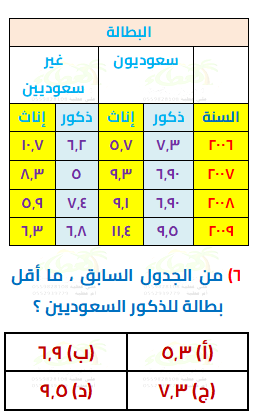 البطالة
سعوديون غير سعوديين
السنة ذكور إناث ذكور إناث
٢٠٠٦ ٧,٣ ٥,٧ ٦,٢ ١٠,٧
٢٠٠٧ ٦,٩٠ ٩,٣ ٥ ٨,٣
٢٠٠٨ ٦,٩٠ ٩,١ ٧,٤ ٥,٩
٢٠٠٩ ٩,٥ ١١,٤ ٦,٨ ٦,٣
٦) من الجدول السابق ، ما أقل
بطالة للذكور السعوديين ؟
(أ) ٥,٣ (ب) ٦,٩
(ج) ٧,٣ (د) ٩,٥